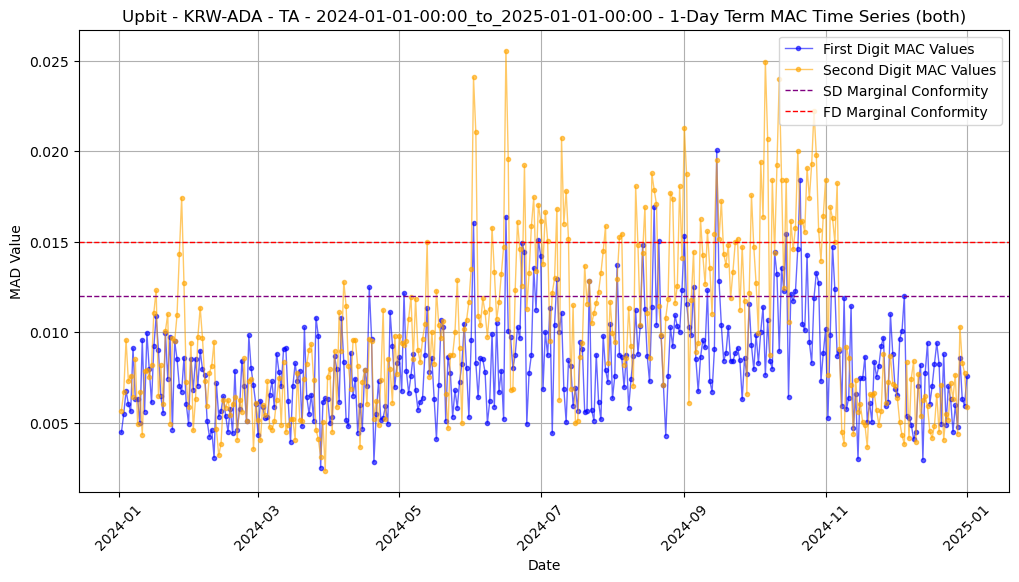 Upbit - KRW-ADA - TA - 2024-01-01-00:00_to_2025-01-01-00:00 - 1-Day Term MAC Time Series (both)
First Digit MAC Values
Second Digit MAC Values
SD Marginal Conformity
FD Marginal Conformity
MAD Value
0.025
0.020
0.015
0.010
0.005
2024-01
2024-03
2024-05
2024-07
2024-09
2024-11
2025-01
Date